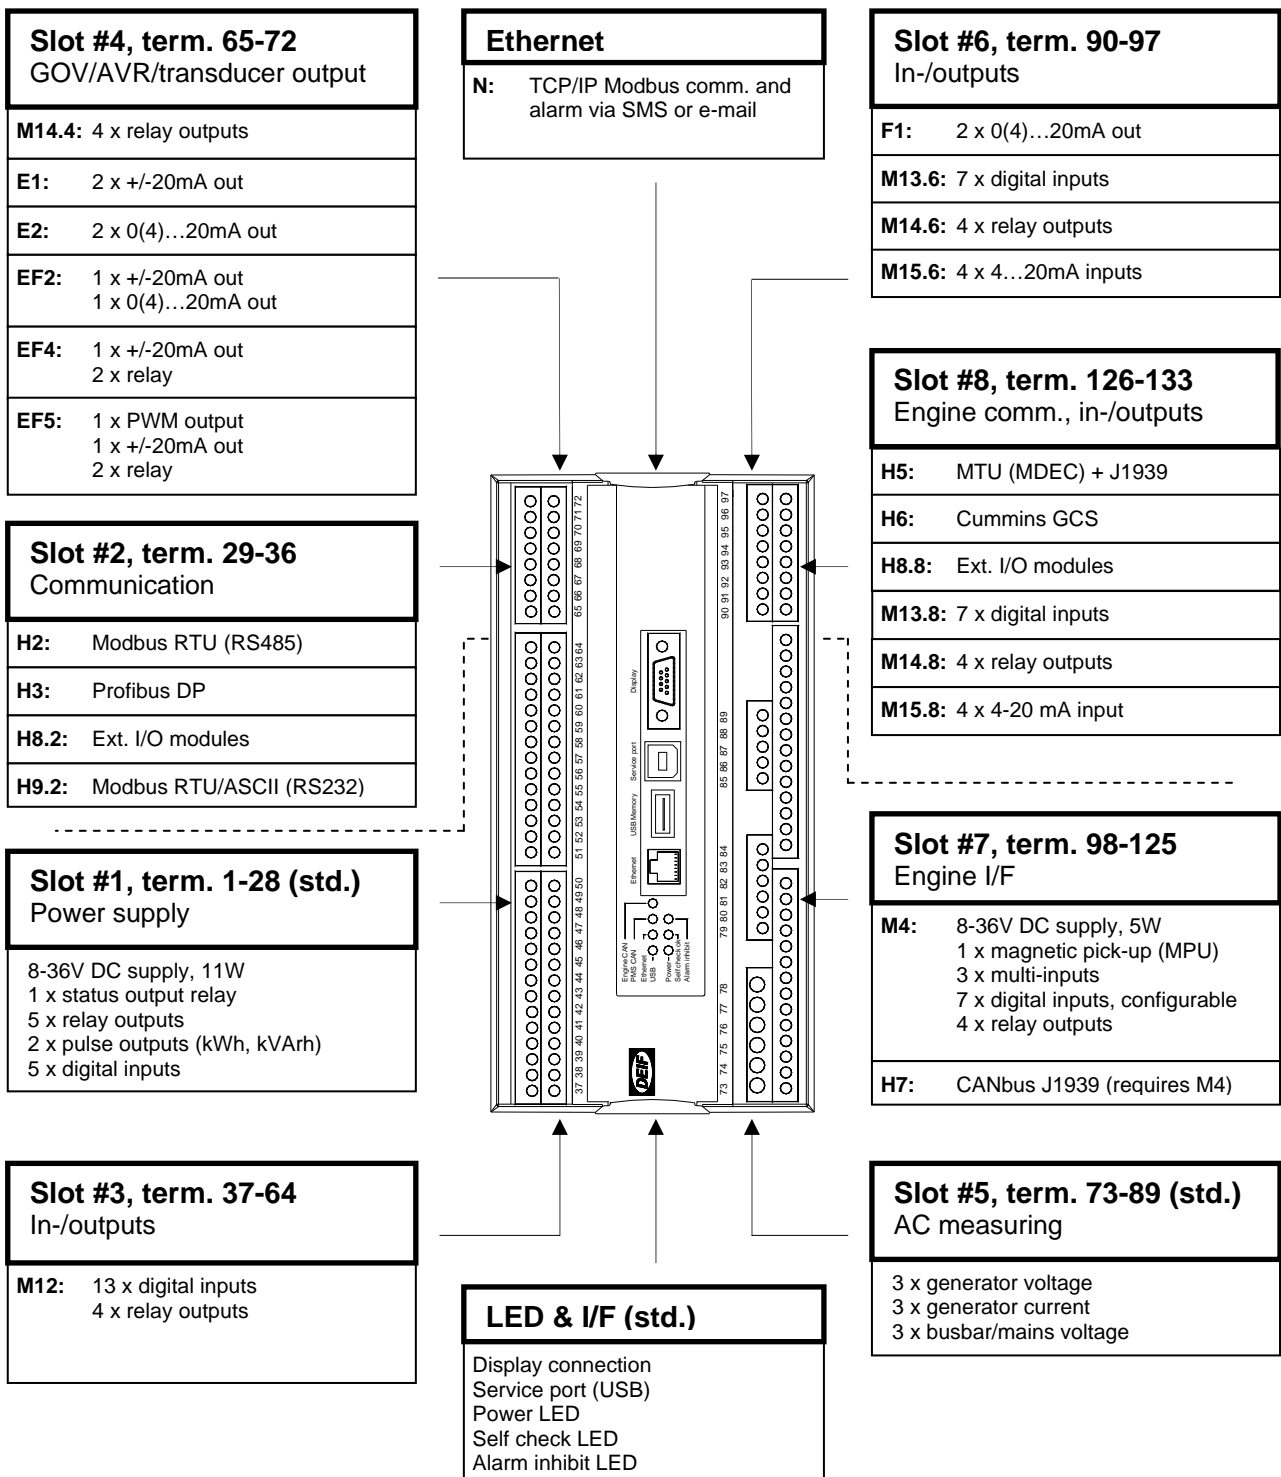 Slot #4, term. 65-72
GOV/AVR/transducer output
M14.4: 4 x relay outputs
E1: 2 x +/-20mA out
E2: 2 x 0(4)…20mA out
EF2: 1 x +/-20mA out
1 x 0(4)…20mA out
EF4: 1 x +/-20mA out
2 x relay
EF5: 1 x PWM output
1 x +/-20mA out
2 x relay
Ethernet
N: TCP/IP Modbus comm. and
alarm via SMS or e-mail
Slot #6, term. 90-97
In-/outputs
F1: 2 x 0(4)…20mA out
M13.6: 7 x digital inputs
M14.6: 4 x relay outputs
M15.6: 4 x 4…20mA inputs
Slot #8, term. 126-133
Engine comm., in-/outputs
H5: MTU (MDEC) + J1939
H6: Cummins GCS
H8.8: Ext. I/O modules
M13.8: 7 x digital inputs
M14.8: 4 x relay outputs
M15.8: 4 x 4-20 mA input
Slot #2, term. 29-36
Communication
H2: Modbus RTU (RS485)
H3: Profibus DP
H8.2: Ext. I/O modules
H9.2: Modbus RTU/ASCII (RS232)
Slot #1, term. 1-28 (std.)
Power supply
8-36V DC supply, 11W
1 x status output relay
5 x relay outputs
2 x pulse outputs (kWh, kVArh)
5 x digital inputs
65 66 67 68 69 70 71 72
51 52 53 54 55 56 57 58 59 60 61 62 63 64
37 38 39 40 41 42 43 44 45 46 47 48 49 50
Display
Service port
USB Memory
Ethernet
Engine CAN
PMS CAN
Ethernet
USB
Power
Self check ok
Alarm inhibit
DEIF
90 91 92 93 94 95 96 97
85 86 87 88 89
79 80 81 82 83 84
73 74 75 76 77 78
Slot #7, term. 98-125
Engine I/F
M4: 8-36V DC supply, 5W
1 x magnetic pick-up (MPU)
3 x multi-inputs
7 x digital inputs, configurable
4 x relay outputs
H7: CANbus J1939 (requires M4)
Slot #3, term. 37-64
In-/outputs
M12: 13 x digital inputs
4 x relay outputs
LED & I/F (std.)
Display connection
Service port (USB)
Power LED
Self check LED
Alarm inhibit LED
Slot #5, term. 73-89 (std.)
AC measuring
3 x generator voltage
3 x generator current
3 x busbar/mains voltage